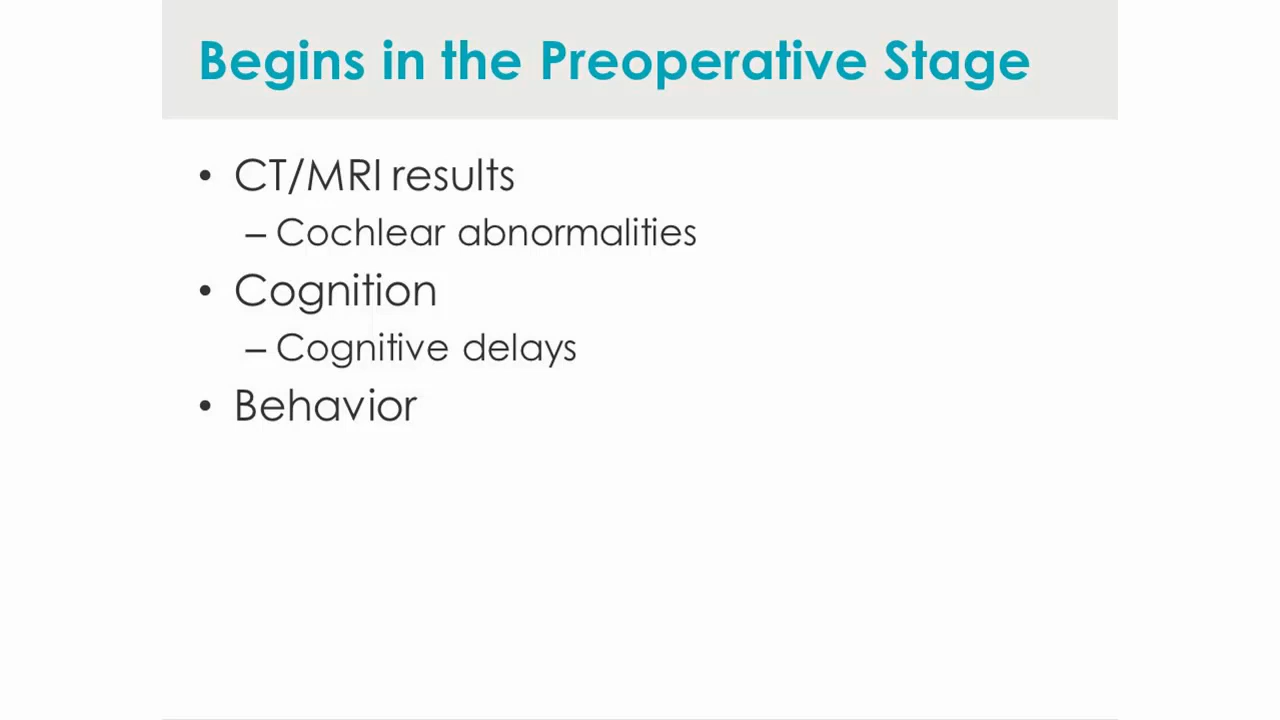 Begins in the Preoperative Stage
• CT/MRI results
– Cochlear abnormalities
• Cognition
– Cognitive delays
• Behavior